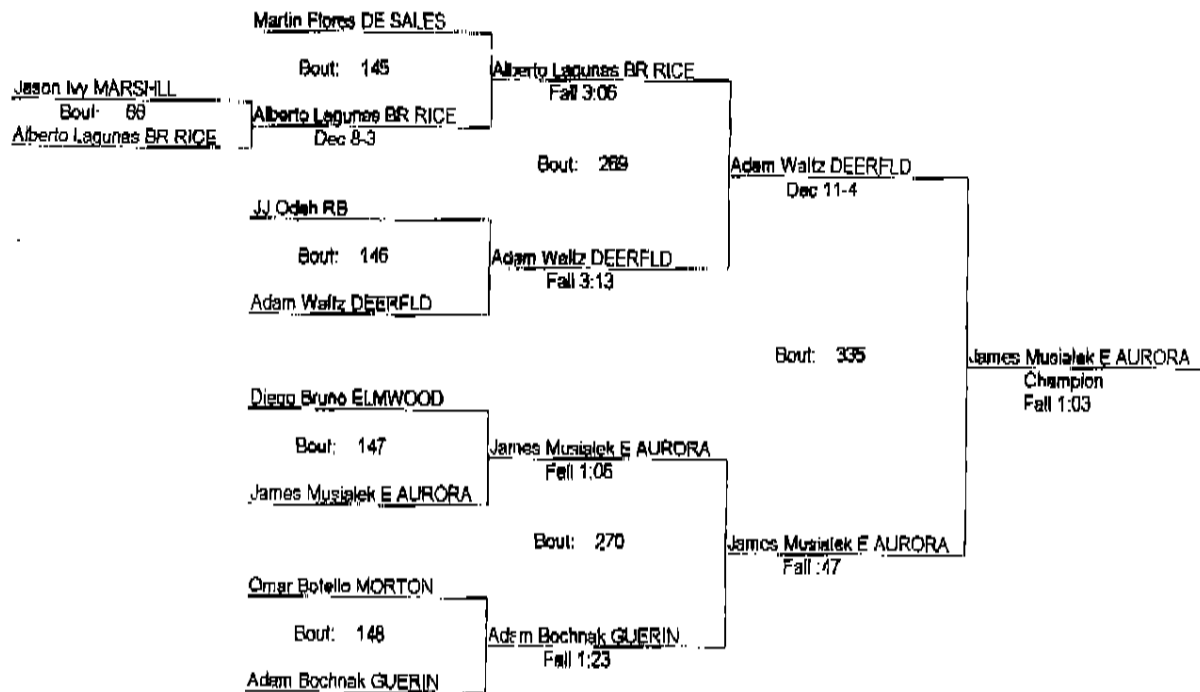 Martin Flores DE SALES
Bout: 145
Alberto Lagunas BR RICE
Fall 3:06
Jason Ivy MARSHLL
Bout: 66
Alberto Lagunas BR RICE
Alberto Lagunas BR RICE
Dec 8-3
Bout: 269
Adam Waltz DEERFLD
Dec 11-4
JJ Odeh RB
Bout: 146
Adam Waltz DEERFLD
Fall 3:13
Adam Waltz DEERFLD
Bout: 335
James Musialek E AURORA
Champion
Fall 1:03
Diego Bruno ELMWOOD
Bout: 147
James Musialek E AURORA
Fall 1:06
James Musialek E AURORA
Bout: 270
James Musialek E AURORA
Fall :47
Omar Botello MORTON
Bout: 148
Adam Bochnak GUERIN
Fall 1:23
Adam Bochnak GUERIN